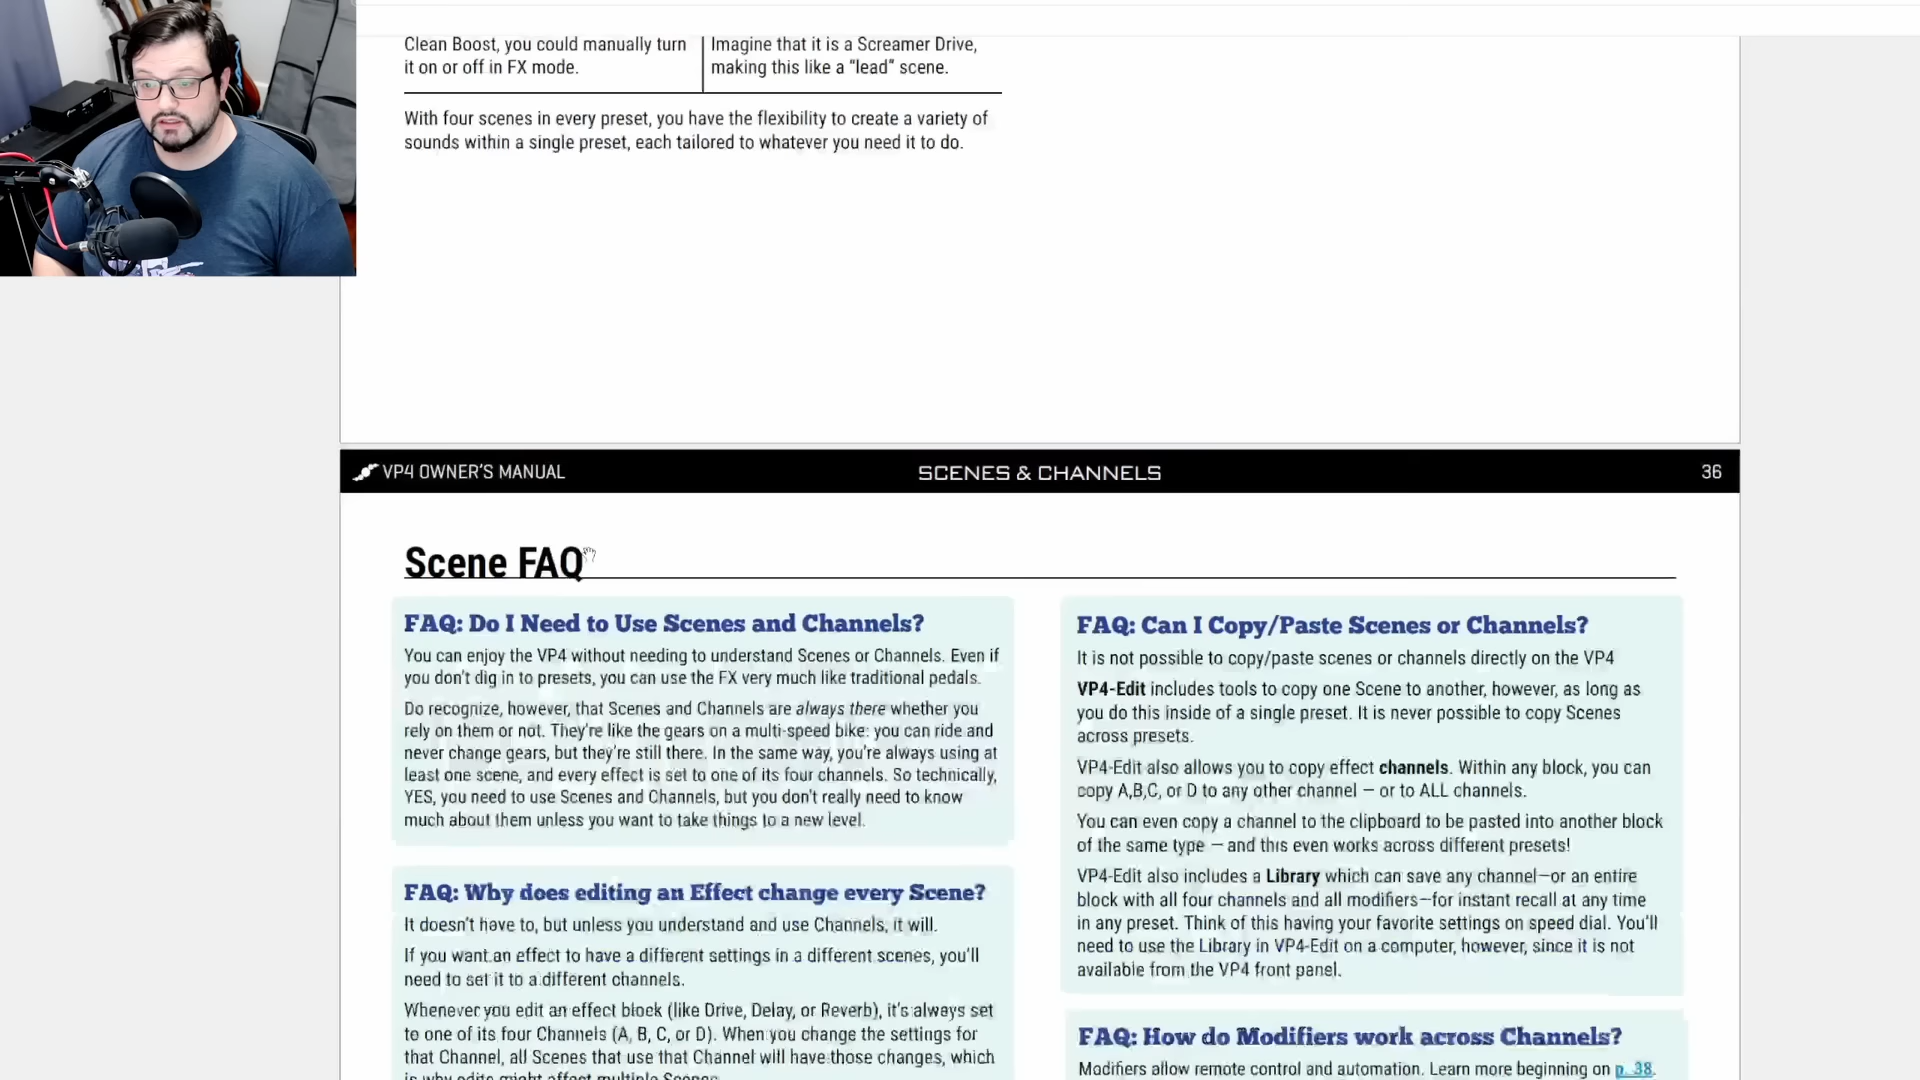 Clean Boost, you could manually turn
it on or off in FX mode.
Imagine that it is a Screamer Drive,
making this like a "lead" scene.
With four scenes in every preset, you have the flexibility to create a variety of
sounds within a single preset, each tailored to whatever you need it to do.
VP4 OWNER'S MANUAL
SCENES & CHANNELS
36
Scene FAQ
FAQ: Do I Need to Use Scenes and Channels?
You can enjoy the VP4 without needing to understand Scenes or Channels. Even if
you don't dig in to presets, you can use the FX very much like traditional pedals.
Do recognize, however, that Scenes and Channels are always there whether you
rely on them or not. They're like the gears on a multi-speed bike: you can ride and
never change gears, but they're still there. In the same way, you're always using at
least one scene, and every effect is set to one of its four channels. So technically,
YES, you need to use Scenes and Channels, but you don't really need to know
much about them unless you want to take things to a new level.
FAQ: Why does editing an Effect change every Scene?
It doesn't have to, but unless you understand and use Channels, it will.
If you want an effect to have a different settings in a different scenes, you'll
need to set it to a different channels.
Whenever you edit an effect block (like Drive, Delay, or Reverb), it's always set
to one of its four Channels (A, B, C, or D). When you change the settings for
that Channel, all Scenes that use that Channel will have those changes, which
is why edits might affect multiple Scenes.
FAQ: Can I Copy/Paste Scenes or Channels?
It is not possible to copy/paste scenes or channels directly on the VP4
VP4-Edit includes tools to copy one Scene to another, however, as long as
you do this inside of a single preset. It is never possible to copy Scenes
across presets.
VP4-Edit also allows you to copy effect channels. Within any block, you can
copy A,B,C, or D to any other channel — or to ALL channels.
You can even copy a channel to the clipboard to be pasted into another block
of the same type — and this even works across different presets!
VP4-Edit also includes a Library which can save any channel—or an entire
block with all four channels and all modifiers—for instant recall at any time
in any preset. Think of this having your favorite settings on speed dial. You'll
need to use the Library in VP4-Edit on a computer, however, since it is not
available from the VP4 front panel.
FAQ: How do Modifiers work across Channels?
Modifiers allow remote control and automation. Learn more beginning on p. 38.